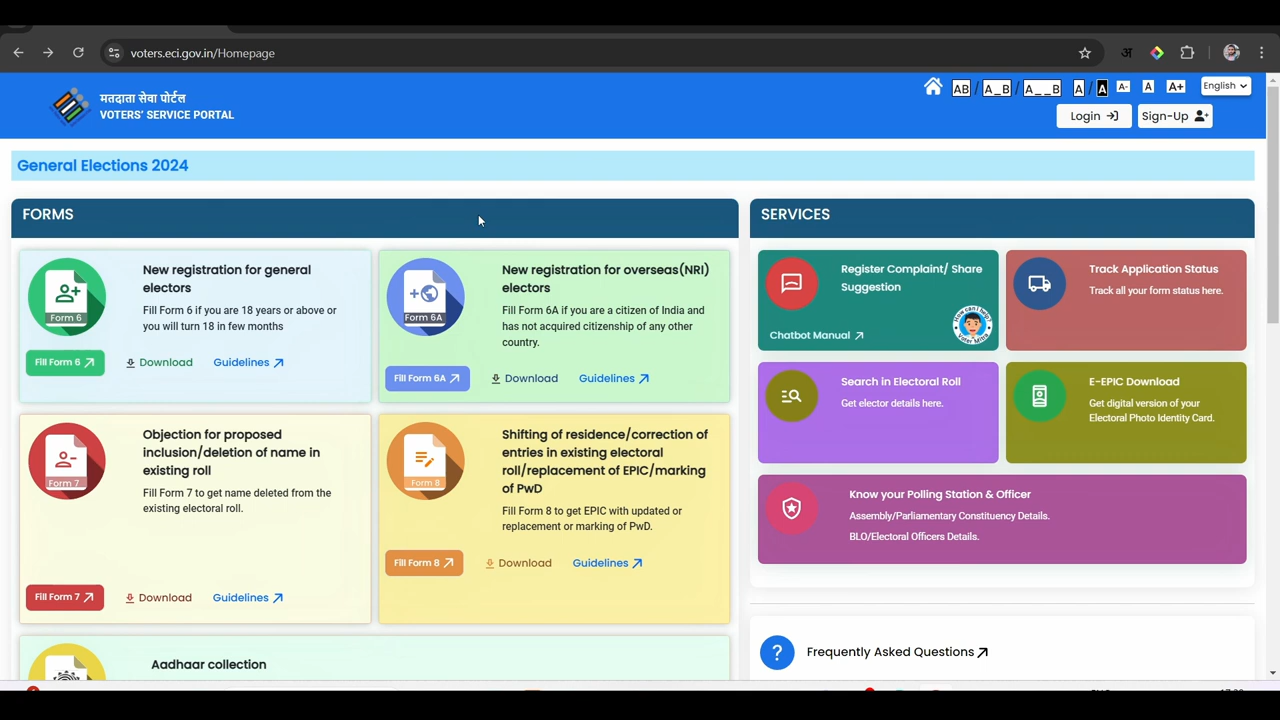 voters.eci.gov.in/Homepage
मतदाता सेवा पोर्टल
VOTERS' SERVICE PORTAL
AB / A_B / A__B A / A A- A A+ English
Login Sign-Up
General Elections 2024
FORMS
New registration for general
electors
Form 6
Fill Form 6 if you are 18 years or above or
you will turn 18 in few months
Fill Form 6 Download Guidelines
New registration for overseas(NRI)
electors
Form 6A
Fill Form 6A if you are a citizen of India and
has not acquired citizenship of any other
country.
Fill Form 6A Download Guidelines
Objection for proposed
inclusion/deletion of name in
existing roll
Form 7
Fill Form 7 to get name deleted from the
existing electoral roll.
Fill Form 7 Download Guidelines
Shifting of residence/correction of
entries in existing electoral
roll/replacement of EPIC/marking
of PwD
Form 8
Fill Form 8 to get EPIC with updated or
replacement or marking of PwD.
Fill Form 8 Download Guidelines
Aadhaar collection
SERVICES
Register Complaint/ Share
Suggestion
Chatbot Manual
How can I help?
Voter Mitra
Track Application Status
Track all your form status here.
Search in Electoral Roll
Get elector details here.
E-EPIC Download
Get digital version of your
Electoral Photo Identity Card.
Know your Polling Station & Officer
Assembly/Parliamentary Constituency Details.
BLO/Electoral Officers Details.
? Frequently Asked Questions